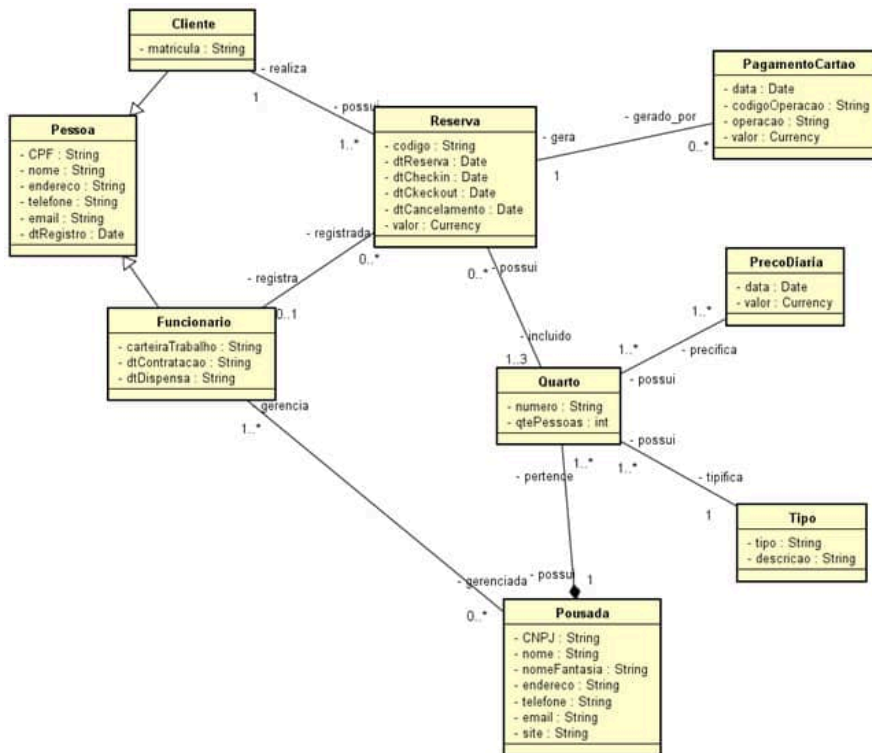 Cliente
- matricula : String
- realiza
1
- possui
1..*
Pessoa
- CPF : String
- nome : String
- endereco : String
- telefone : String
- email : String
- dtRegistro : Date
Reserva
- codigo : String
- dtReserva : Date
- dtCheckin : Date
- dtCkeckout : Date
- dtCancelamento : Date
- valor : Currency
- gera
1
- gerado_por
0..*
PagamentoCartao
- data : Date
- codigoOperacao : String
- operacao : String
- valor : Currency
- registrada
0..*
- registra
0..1
0..*
- possui
- incluido
1..3
Funcionario
- carteiraTrabalho : String
- dtContratacao : String
- dtDispensa : String
PrecoDiaria
- data : Date
- valor : Currency
1..*
- precifica
1..*
- possui
Quarto
- numero : String
- qtePessoas : int
- gerencia
1..*
- possui
1..*
- tipifica
1
1..*
- pertence
Tipo
- tipo : String
- descricao : String
- possui
1
- gerenciada
0..*
Pousada
- CNPJ : String
- nome : String
- nomeFantasia : String
- endereco : String
- telefone : String
- email : String
- site : String